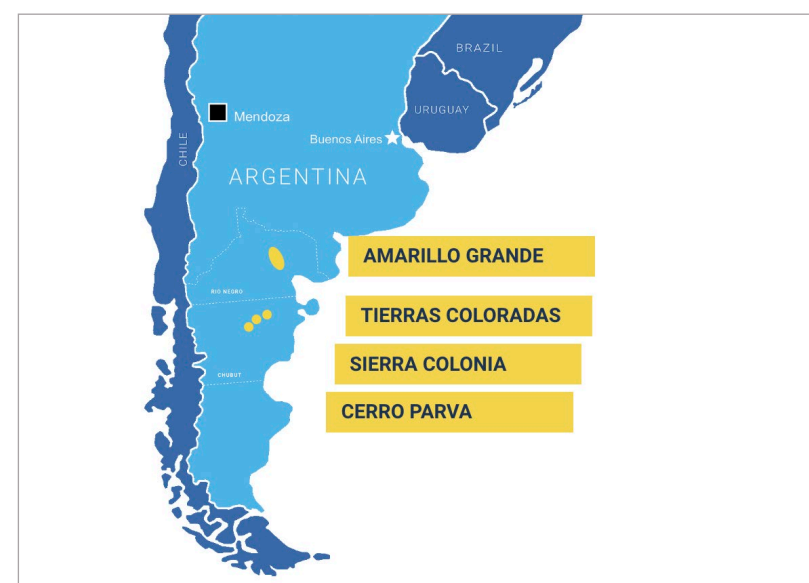 BRAZIL
URUGUAY
Mendoza
Buenos Aires
CHILE
ARGENTINA
AMARILLO GRANDE
RIO NEGRO
TIERRAS COLORADAS
SIERRA COLONIA
CHUBUT
CERRO PARVA